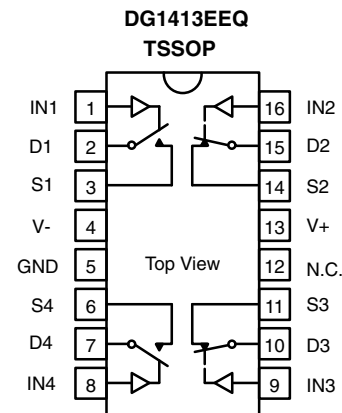 DG1413EEQ
TSSOP
IN1 1 16 IN2
D1 2 15 D2
S1 3 14 S2
V- 4 13 V+
GND 5 Top View 12 N.C.
S4 6 11 S3
D4 7 10 D3
IN4 8 9 IN3